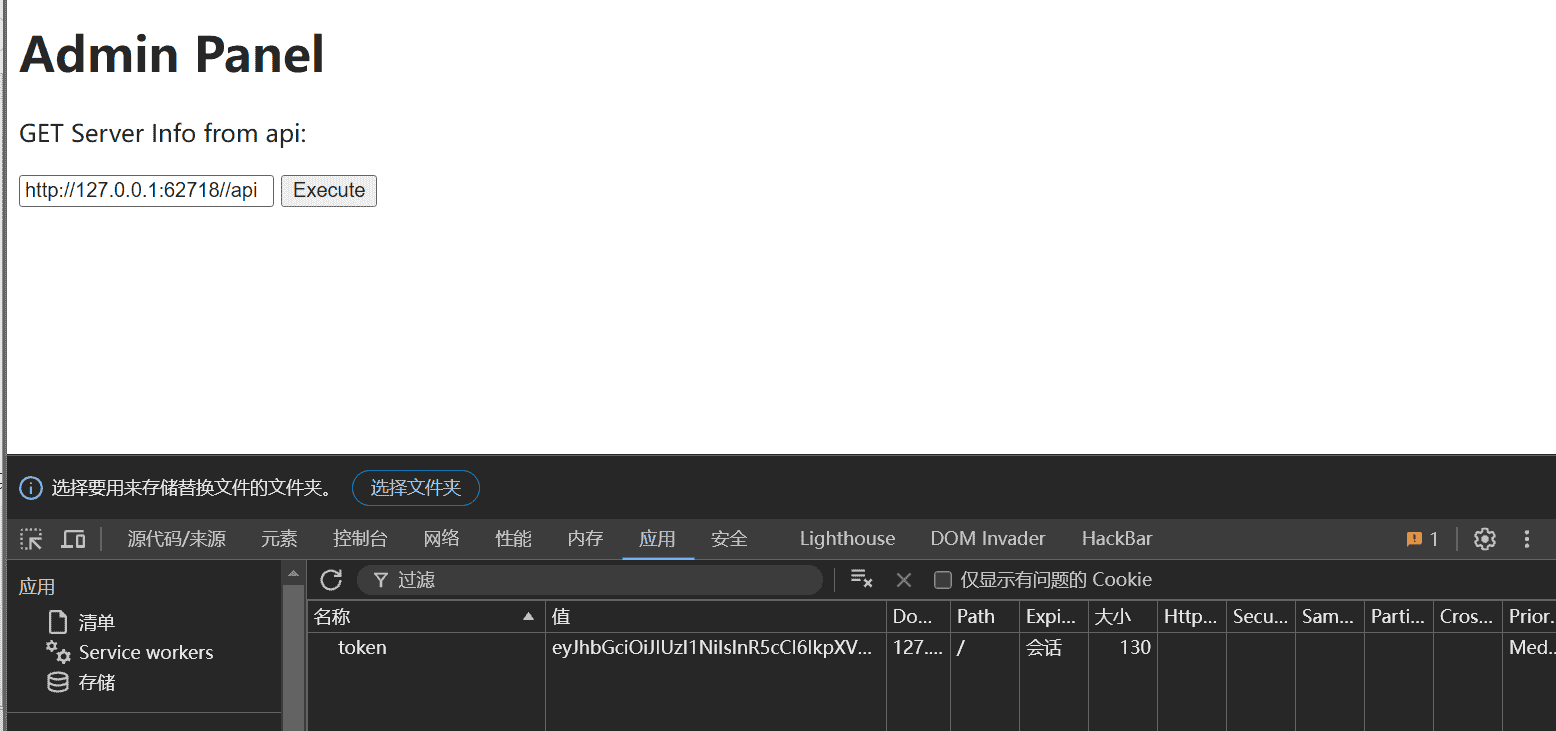 Admin Panel
GET Server Info from api:
http://127.0.0.1:62718//api Execute
选择要用来存储替换文件的文件夹。 选择文件夹
源代码/来源 元素 控制台 网络 性能 内存 应用 安全 Lighthouse DOM Invader HackBar 1
应用 过滤 仅显示有问题的 Cookie
清单 名称 值 Do... Path Expi... 大小 Http... Secu... Sam... Parti... Cros... Prior.
Service workers token eyJhbGciOiJIUzI1NiIsInR5cCI6IkpXV... 127.... / 会话 130 Med...
存储